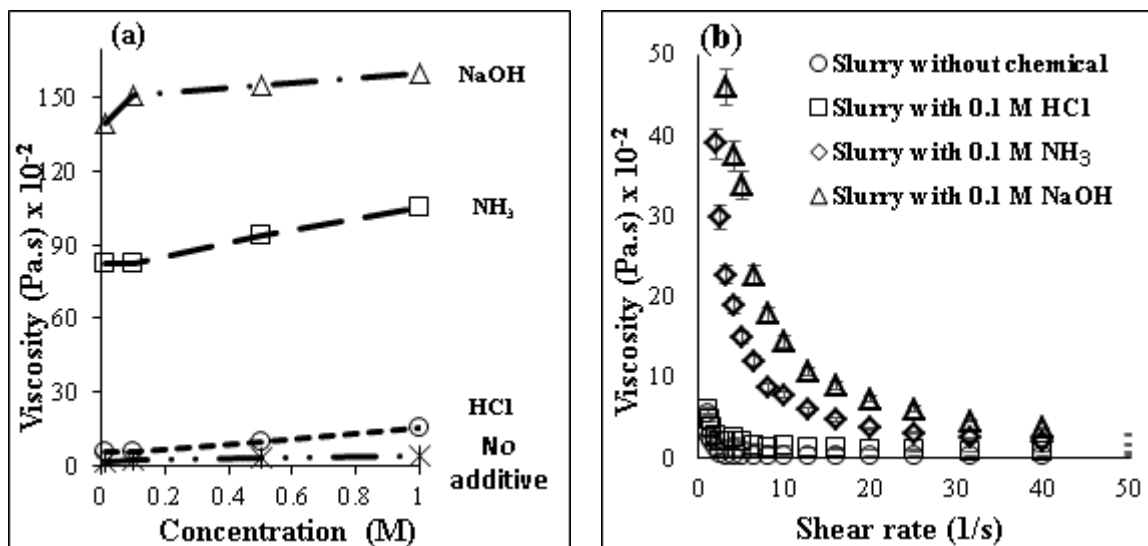 (a)
Viscosity (Pa.s) x 10⁻²
150
120
90
60
30
0
NaOH
NH₃
HCl
No
additive
0
0.2
0.4
0.6
0.8
1
Concentration (M)
(b)
Viscosity (Pa.s) x 10⁻²
50
40
30
20
10
0
Slurry without chemical
Slurry with 0.1 M HCl
Slurry with 0.1 M NH₃
Slurry with 0.1 M NaOH
0
10
20
30
40
50
Shear rate (1/s)